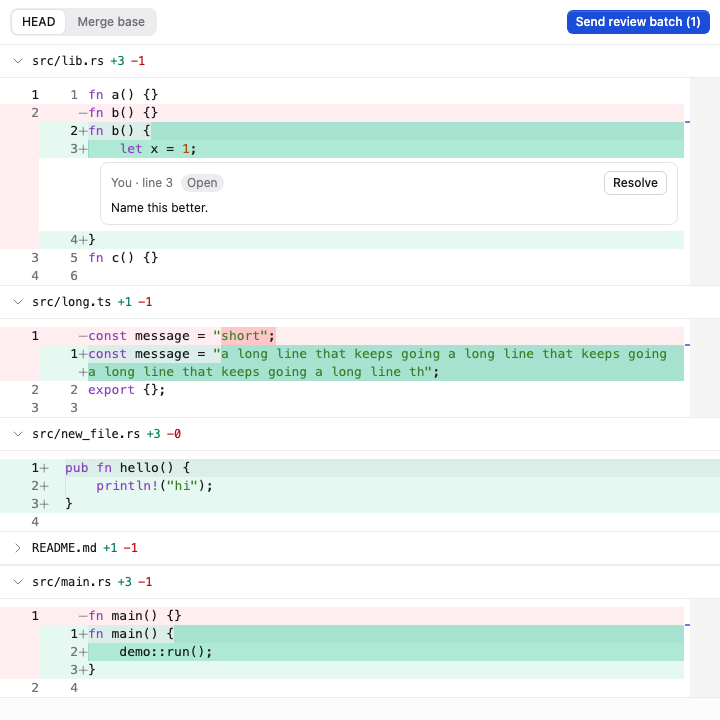 HEAD Merge base Send review batch (1)
src/lib.rs +3 −1
1 1 fn a() {}
2 −fn b() {}
2+fn b() {
3+    let x = 1;
You · line 3 Open Resolve
Name this better.
4+}
3 5 fn c() {}
4 6
src/long.ts +1 −1
1 −const message = "short";
1+const message = "a long line that keeps going a long line that keeps going
+a long line that keeps going a long line th";
2 2 export {};
3 3
src/new_file.rs +3 −0
1+ pub fn hello() {
2+     println!("hi");
3+ }
4
README.md +1 −1
src/main.rs +3 −1
1 −fn main() {}
1+fn main() {
2+    demo::run();
3+}
2 4